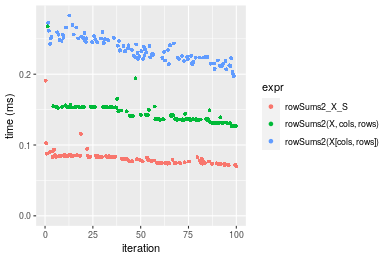 0.2
0.1
0.0
time (ms)
0
25
50
75
100
iteration
expr
rowSums2_X_S
rowSums2(X, cols, rows)
rowSums2(X[cols, rows])